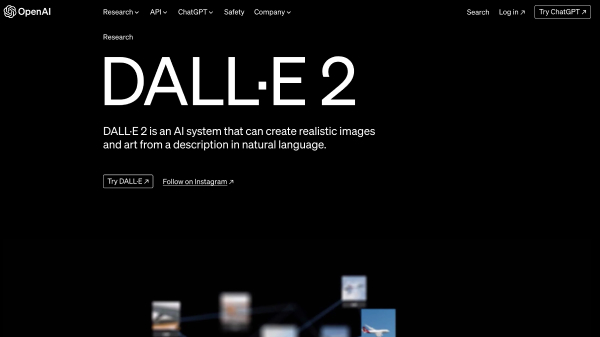 OpenAI
Research
API
ChatGPT
Safety
Company
Search
Log in ↗
Try ChatGPT ↗
Research
DALL·E 2
DALL·E 2 is an AI system that can create realistic images
and art from a description in natural language.
Try DALL·E ↗
Follow on Instagram ↗